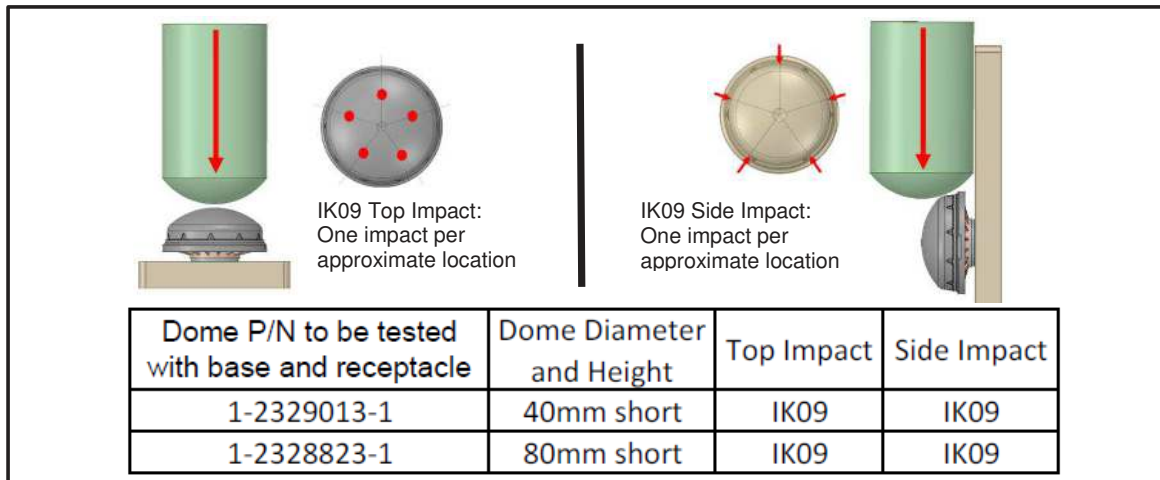 IK09 Top Impact:
One impact per
approximate location
IK09 Side Impact:
One impact per
approximate location
Dome P/N to be tested
with base and receptacle
Dome Diameter
and Height
Top Impact
Side Impact
1-2329013-1
40mm short
IK09
IK09
1-2328823-1
80mm short
IK09
IK09